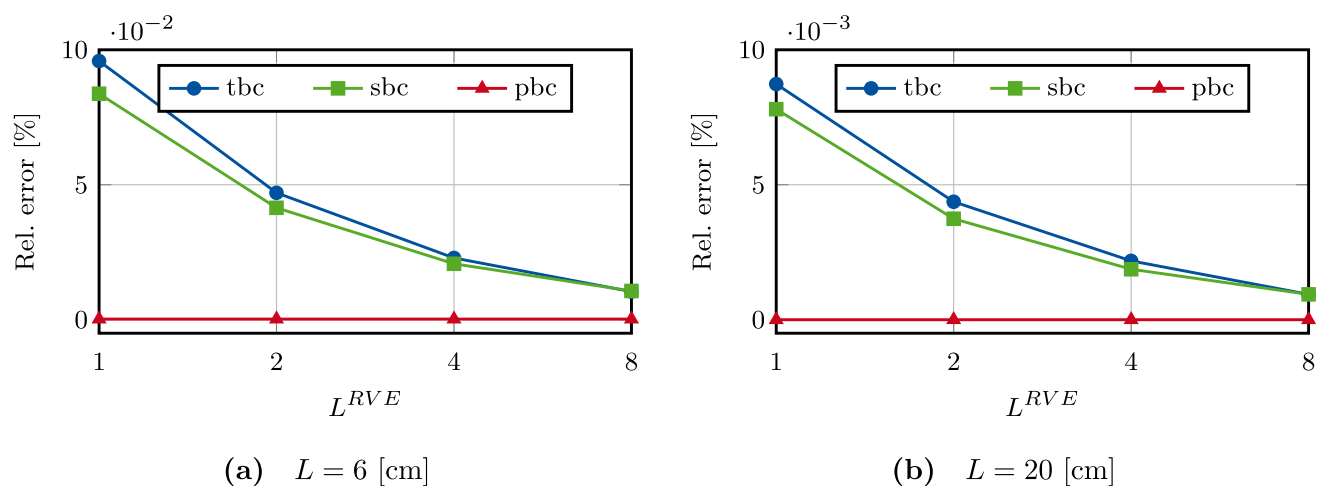 ·10⁻²
10
tbc sbc pbc
5
0
Rel. error [%]
1 2 4 8
L^{RVE}
(a) L = 6 [cm]
·10⁻³
10
tbc sbc pbc
5
0
Rel. error [%]
1 2 4 8
L^{RVE}
(b) L = 20 [cm]